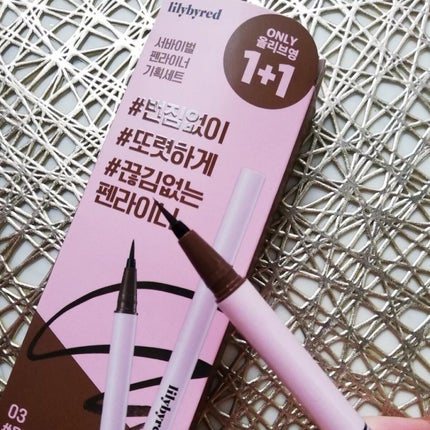 lilybyred
ONLY
올리브영
1+1
서바이벌
펜라이너
기획세트
#번짐없이
#또렷하게
#끊김없는
펜라이너
lilybyred
03